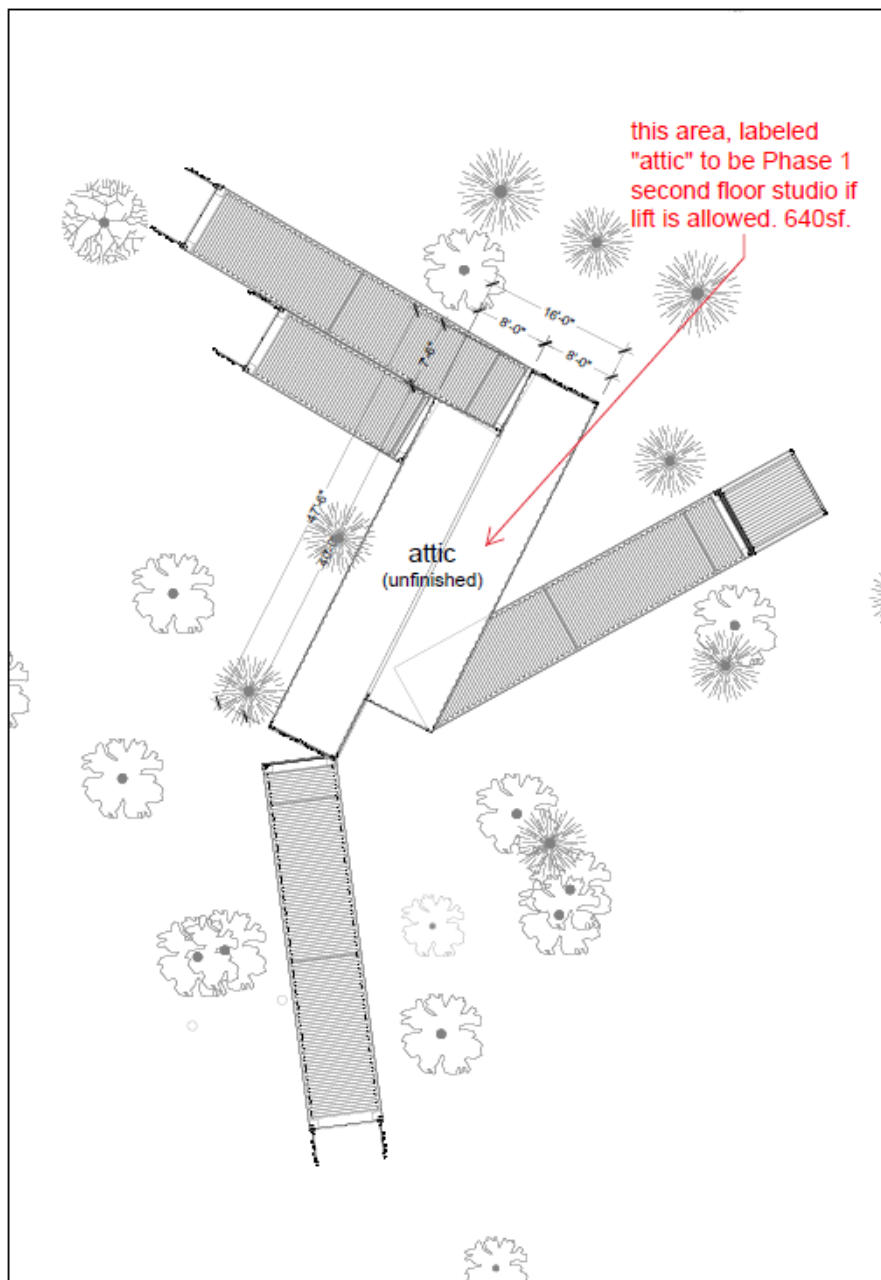 this area, labeled
"attic" to be Phase 1
second floor studio if
lift is allowed. 640sf.
16'-0"
8'-0"
8'-0"
7'-6"
47'-6"
attic
(unfinished)